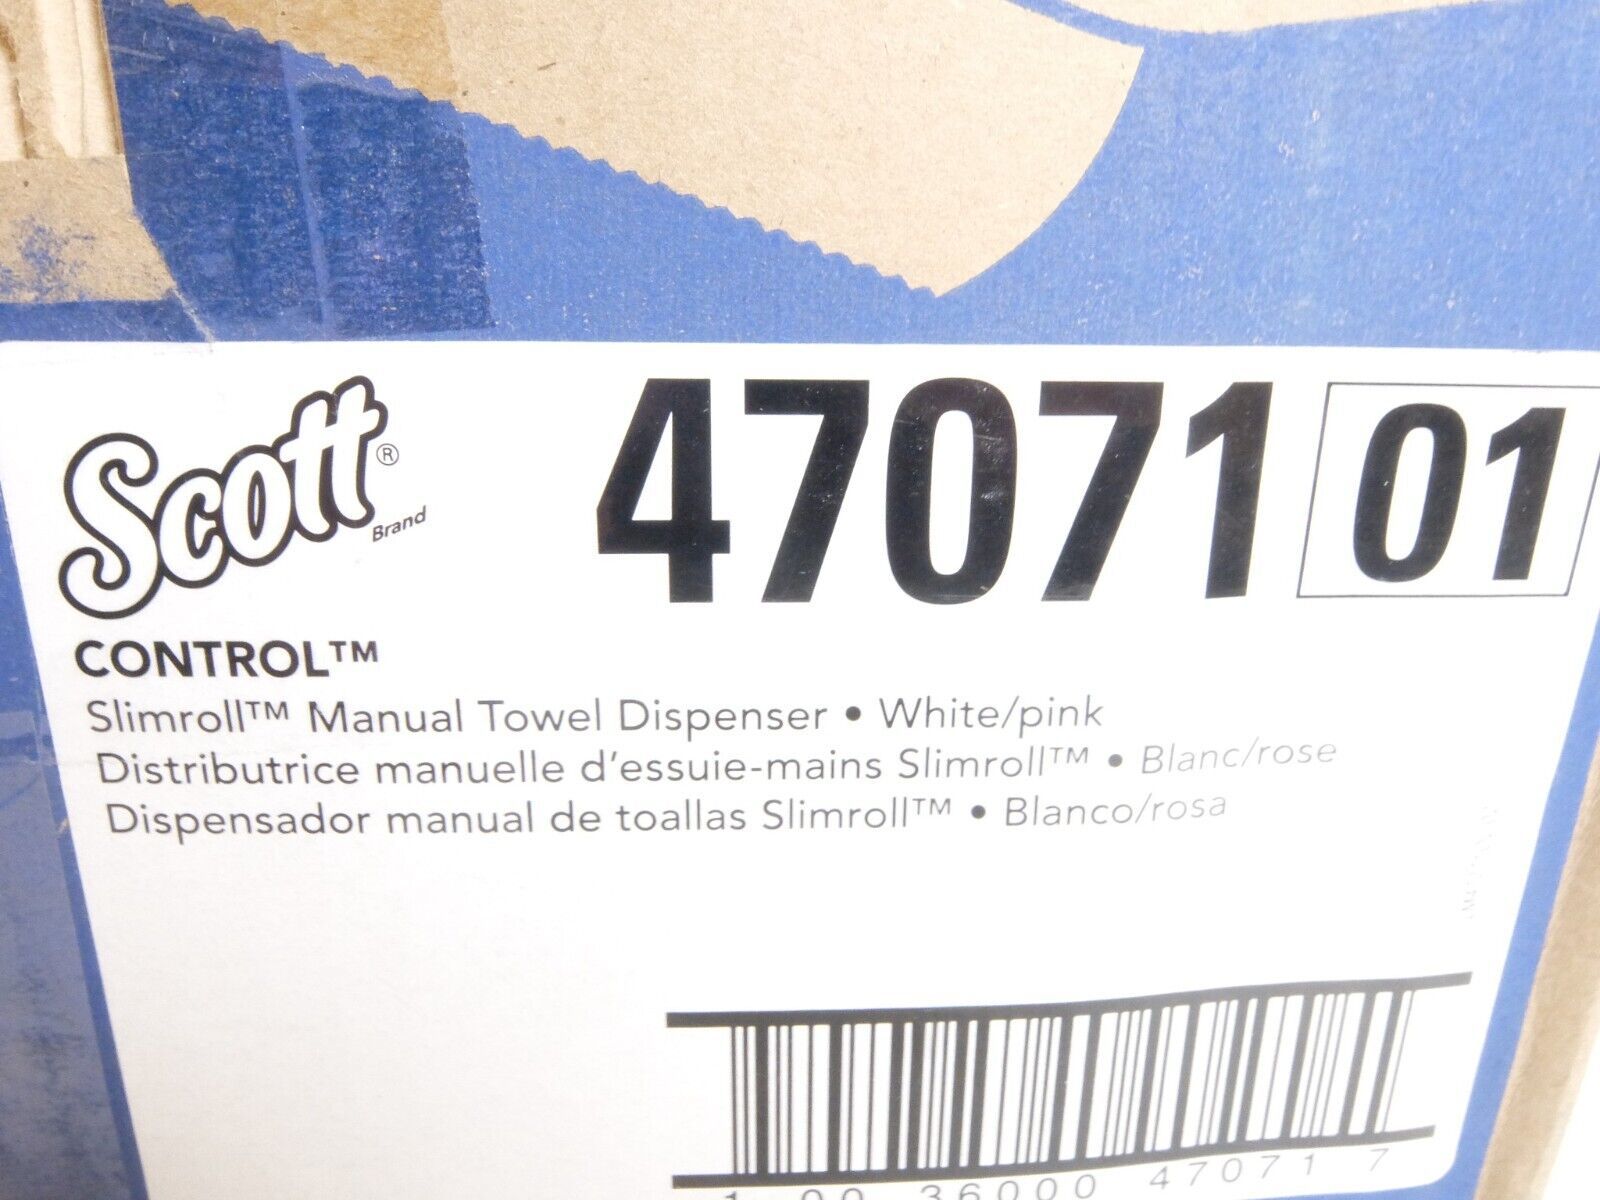 Scott®
Brand
47071 01
CONTROL™
Slimroll™ Manual Towel Dispenser • White/pink
Distributrice manuelle d'essuie-mains Slimroll™ • Blanc/rose
Dispensador manual de toallas Slimroll™ • Blanco/rosa
1 00 36000 47071 7